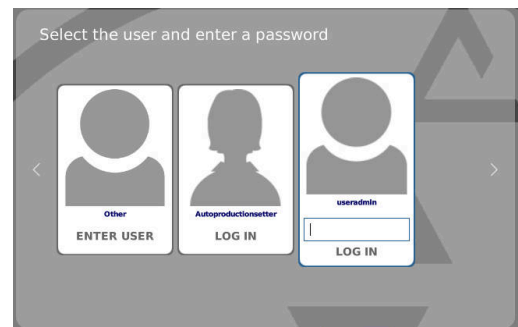 Select the user and enter a password
Other
ENTER USER
Autoproductionsetter
LOG IN
useradmin
LOG IN